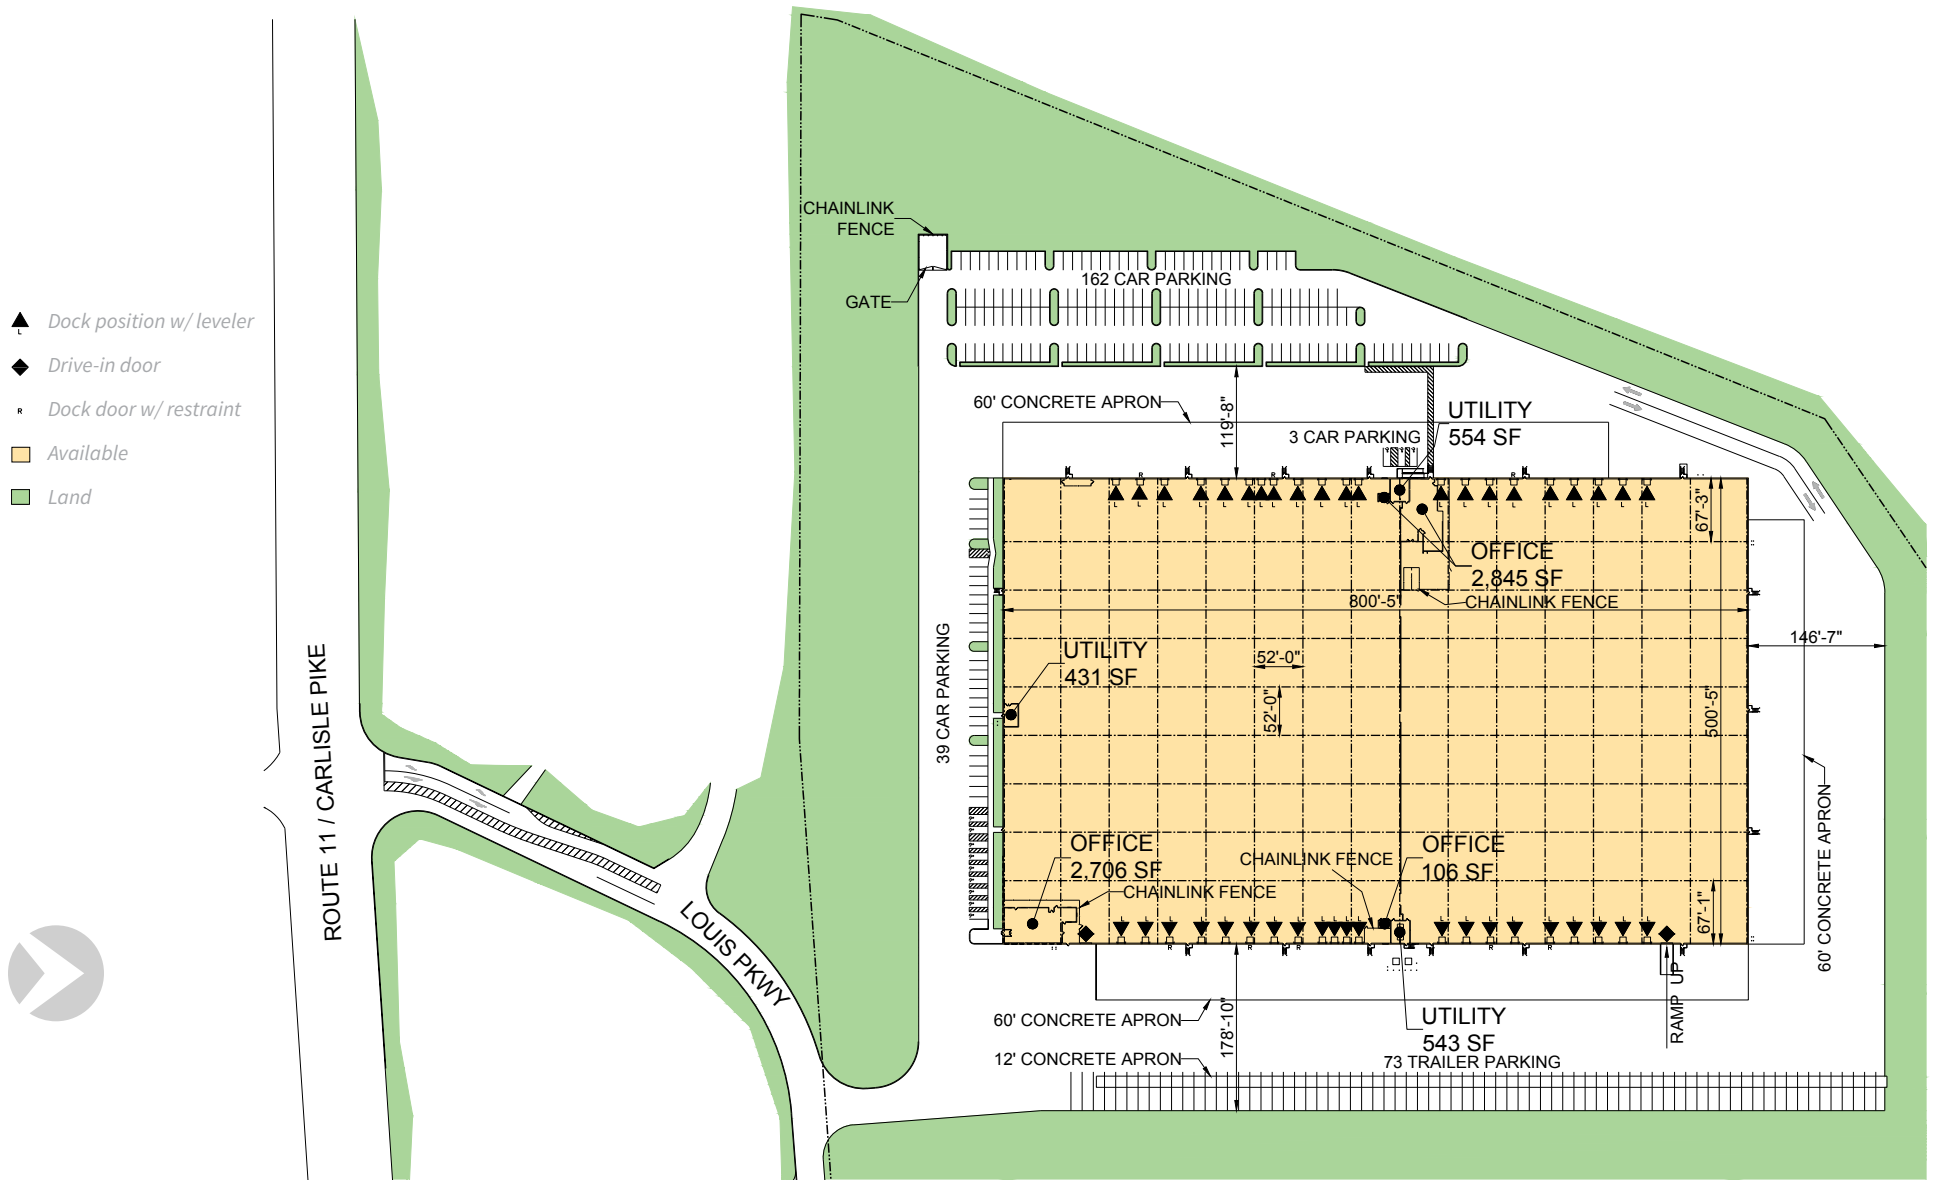 CHAINLINK
FENCE
GATE
162 CAR PARKING
60' CONCRETE APRON
119'-8"
3 CAR PARKING
UTILITY
554 SF
Dock position w/ leveler
Drive-in door
R Dock door w/ restraint
Available
Land
67'-3"
OFFICE
2,845 SF
CHAINLINK FENCE
800'-5"
146'-7"
39 CAR PARKING
UTILITY
431 SF
52'-0"
52'-0"
500'-5"
ROUTE 11 / CARLISLE PIKE
OFFICE
2,706 SF
CHAINLINK FENCE
CHAINLINK FENCE
OFFICE
106 SF
67'-1"
60' CONCRETE APRON
LOUIS PKWY
60' CONCRETE APRON
178'-10"
UTILITY
543 SF
RAMP UP
12' CONCRETE APRON
73 TRAILER PARKING